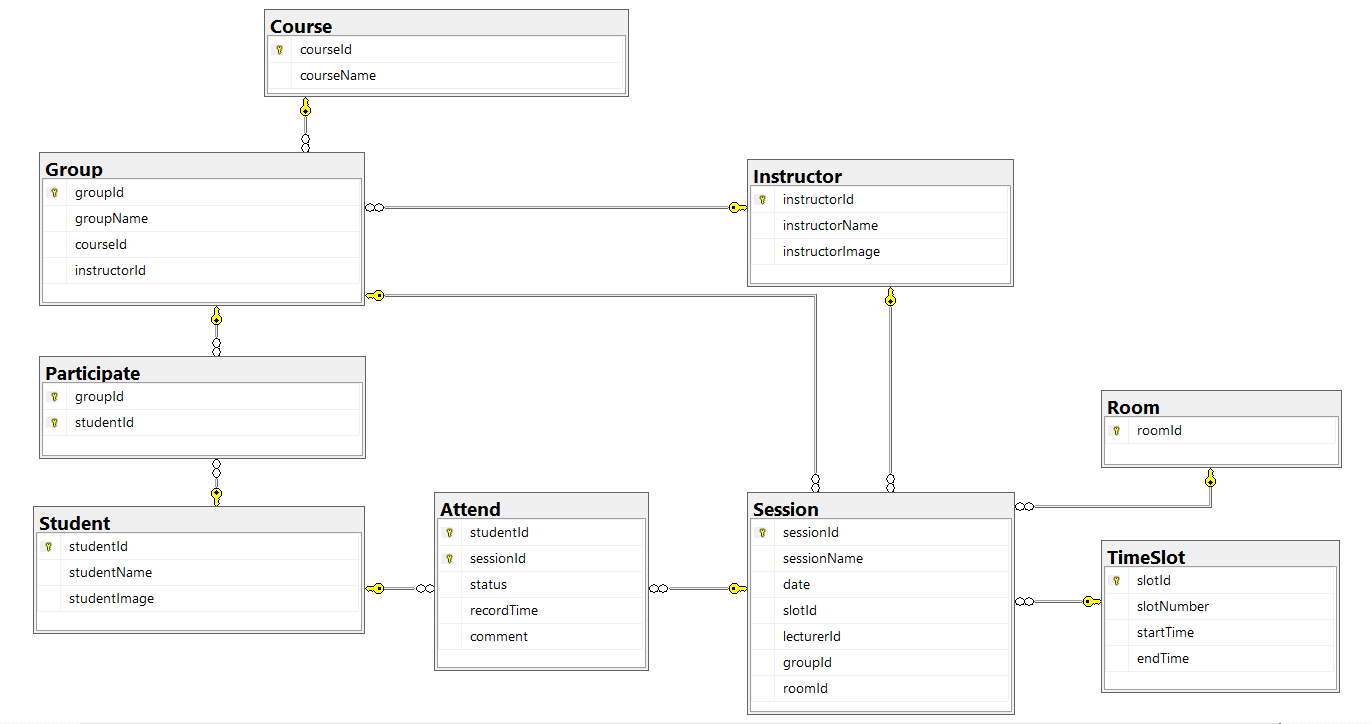 Course
courseId
courseName
Group
groupId
groupName
courseId
instructorId
Instructor
instructorId
instructorName
instructorImage
Participate
groupId
studentId
Room
roomId
Student
studentId
studentName
studentImage
Attend
studentId
sessionId
status
recordTime
comment
Session
sessionId
sessionName
date
slotId
lecturerId
groupId
roomId
TimeSlot
slotId
slotNumber
startTime
endTime